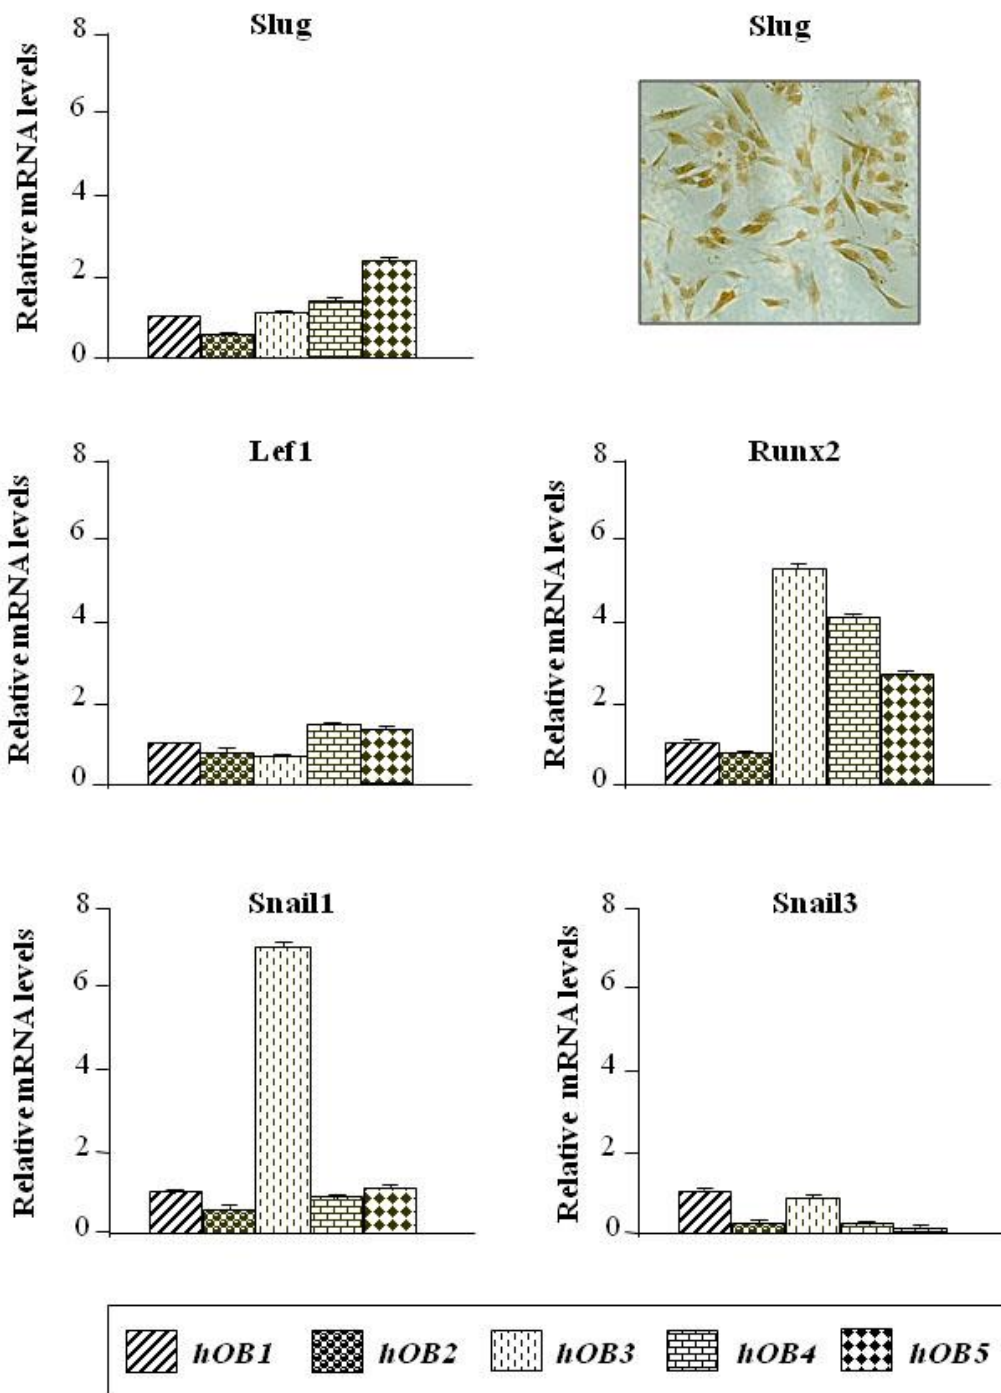 Slug
Relative mRNA levels
8
6
4
2
0
Slug
Lef1
Relative mRNA levels
8
6
4
2
0
Runx2
Relative mRNA levels
8
6
4
2
0
Snail1
Relative mRNA levels
8
6
4
2
0
Snail3
Relative mRNA levels
8
6
4
2
0
hOB1 hOB2 hOB3 hOB4 hOB5